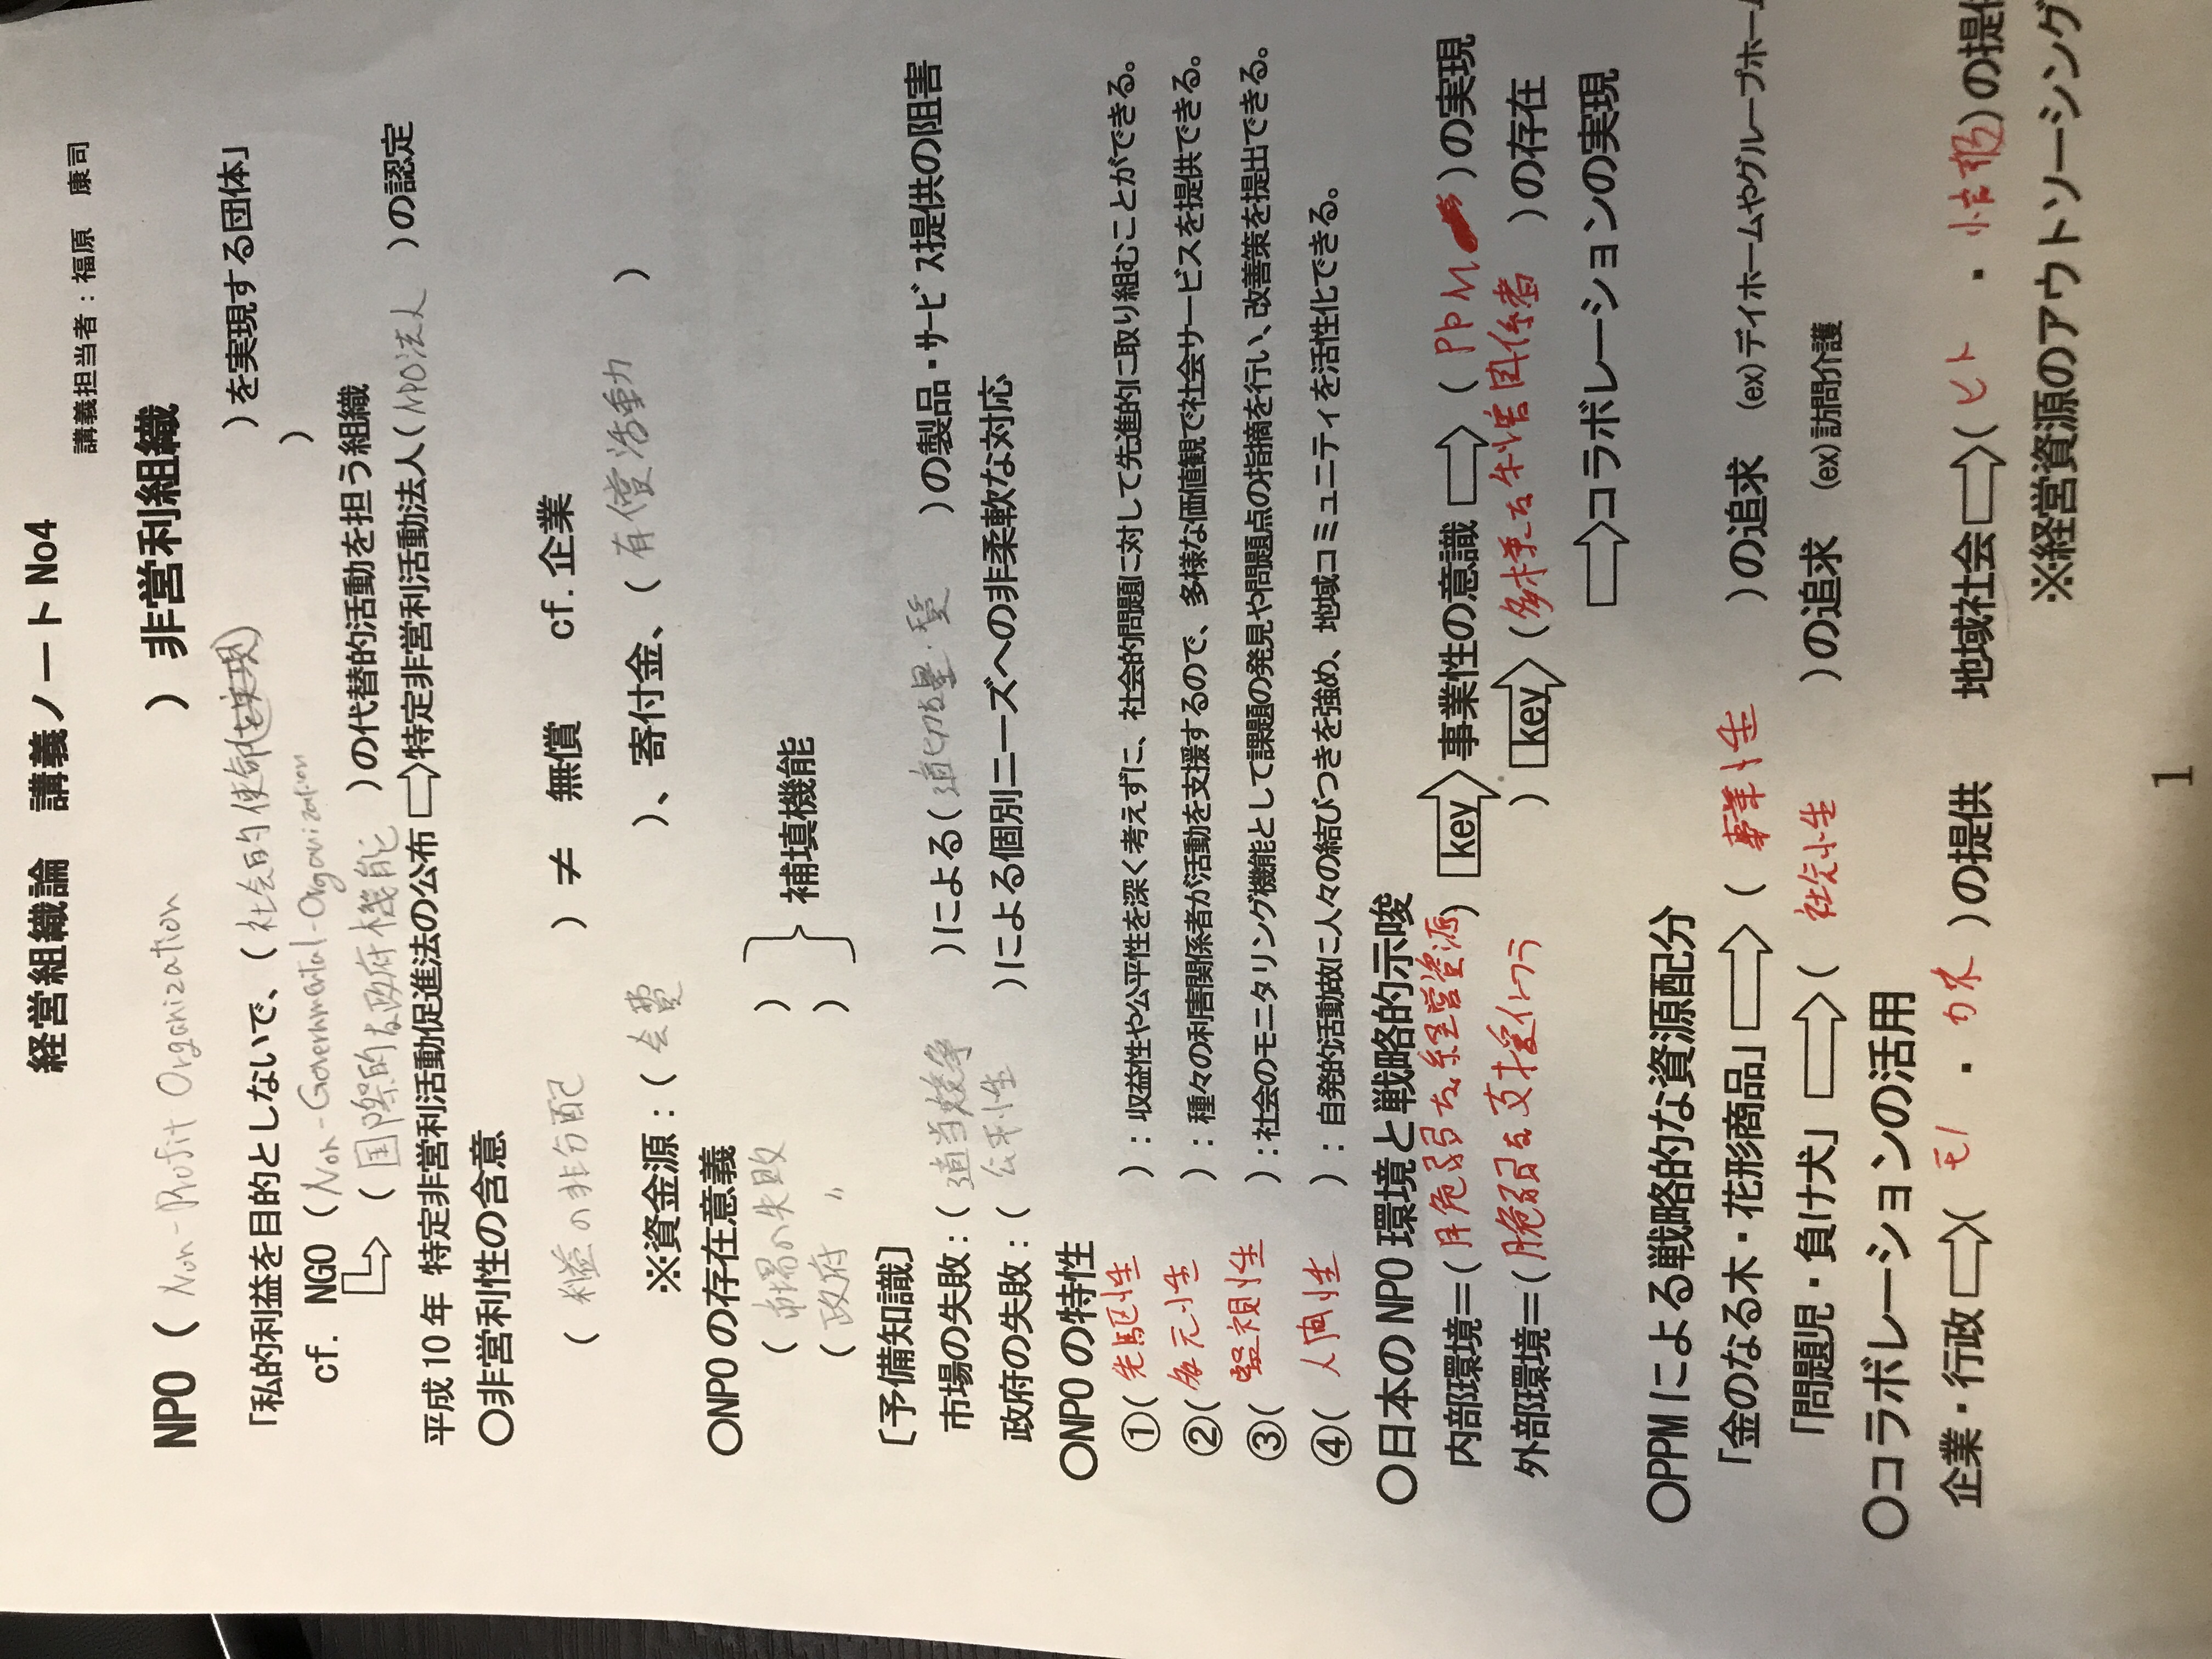 経営組織論　講義ノート No4
講義担当者：福原　康司
NPO（ Non-Profit Organization ）非営利組織
「私的利益を目的としないで、（ 社会的使命(を実現) ）を実現する団体」
cf. NGO（ Non-Governmental-Organization ）
（ 国際的な政府機能 ）の代替的活動を担う組織
平成10年 特定非営利活動促進法の公布⇨特定非営利活動法人（ NPO法人 ）の認定
〇非営利性の含意
（ 利益の非分配 ）≠ 無償　cf. 企業
※資金源：（ 会費 ）、寄付金、（ 有償活動 ）
〇NPOの存在意義
（ 市場の失敗 ）
補填機能
（ 政府 〃 ）
〔予備知識〕
市場の失敗：（ 適当競争 ）による（ 適切な量・質 ）の製品・ｻｰﾋﾞｽ提供の阻害
政府の失敗：（ 公平性 ）による個別ニーズへの非柔軟な対応
〇NPOの特性
①（ 先駆性 ）：収益性や公平性を深く考えずに、社会的問題に対して先進的に取り組むことができる。
②（ 多元性 ）：種々の利害関係者が活動を支援するので、多様な価値観で社会サービスを提供できる。
③（ 監視性 ）：社会のモニタリング機能として課題の発見や問題点の指摘を行い、改善策を提出できる。
④（ 人間性 ）：自発的活動故に人々の結びつきを強め、地域コミュニティを活性化できる。
〇日本のNPO環境と戦略的示唆
内部環境＝（ 脆弱な経営資源 ）key 事業性の意識⇨（ PPM ）の実現
外部環境＝（ 脆弱な支援インフラ ）key（ 多様な利害関係者 ）の存在
⇨コラボレーションの実現
〇PPMによる戦略的な資源配分
「金のなる木・花形商品」⇨（ 事業性 ）の追求　(ex)デイホームやグループホーム
「問題児・負け犬」⇨（ 社会性 ）の追求　(ex)訪問介護
〇コラボレーションの活用
企業・行政⇨（ モノ ・ カネ ）の提供　地域社会⇨（ ヒト ・ 情報 ）の提供
※経営資源のアウトソーシング
1